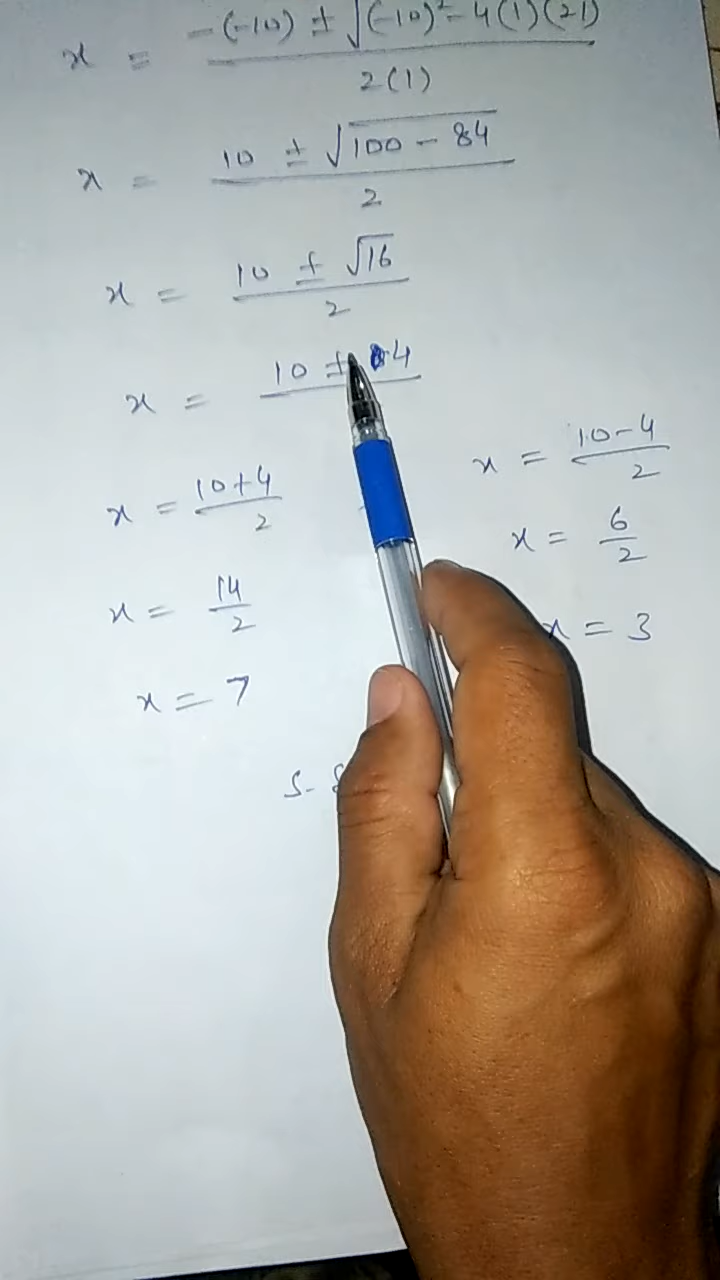 x = -(-10) ± √(-10)² - 4(1)(21) / 2(1)
x = 10 ± √100 - 84 / 2
x = 10 ± √16 / 2
x = 10 ± 4
x = 10+4 / 2
x = 14 / 2
x = 7
x = 10-4 / 2
x = 6 / 2
x = 3
S-